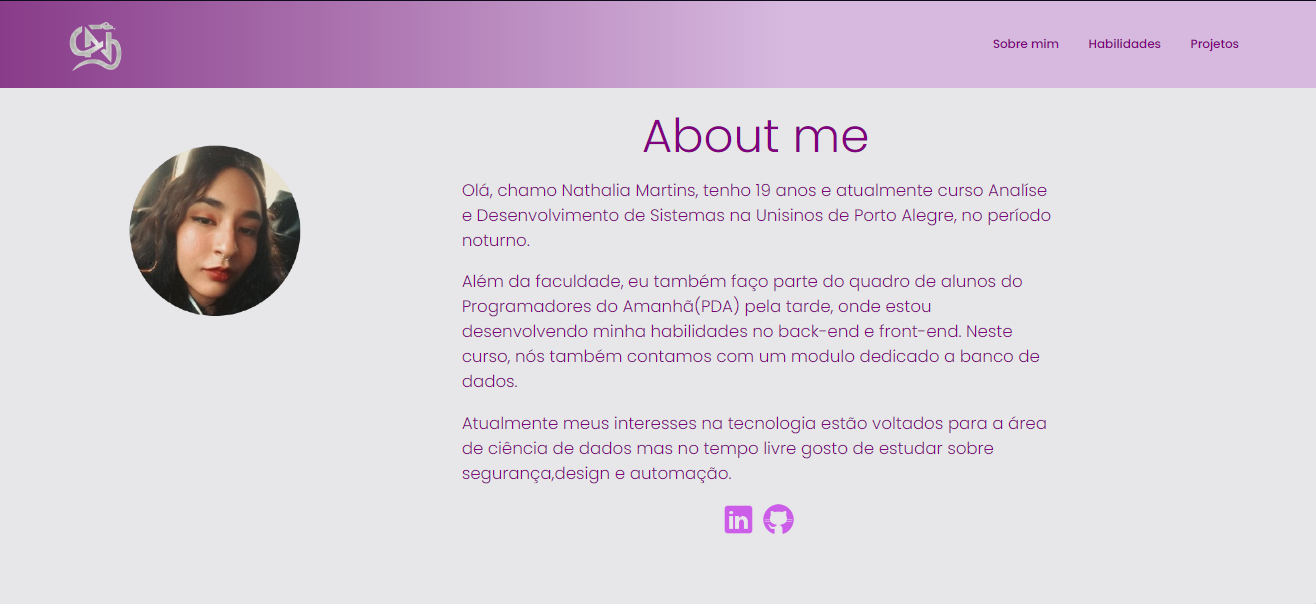 Sobre mim Habilidades Projetos
About me
Olá, chamo Nathalia Martins, tenho 19 anos e atualmente curso Analíse
e Desenvolvimento de Sistemas na Unisinos de Porto Alegre, no período
noturno.
Além da faculdade, eu também faço parte do quadro de alunos do
Programadores do Amanhã(PDA) pela tarde, onde estou
desenvolvendo minha habilidades no back-end e front-end. Neste
curso, nós também contamos com um modulo dedicado a banco de
dados.
Atualmente meus interesses na tecnologia estão voltados para a área
de ciência de dados mas no tempo livre gosto de estudar sobre
segurança,design e automação.
in